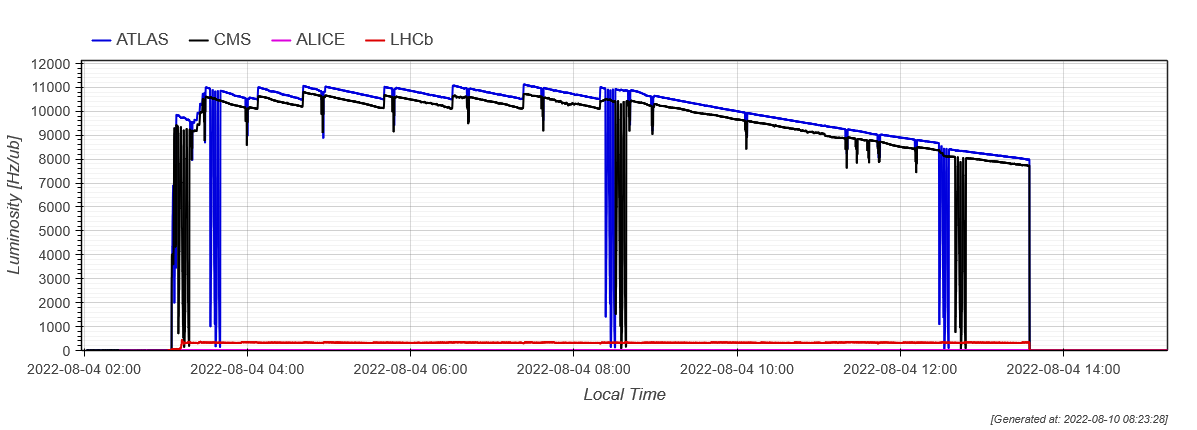 ATLAS CMS ALICE LHCb
12000
11000
10000
9000
8000
7000
6000
5000
4000
3000
2000
1000
0
Luminosity [Hz/ub]
2022-08-04 02:00 2022-08-04 04:00 2022-08-04 06:00 2022-08-04 08:00 2022-08-04 10:00 2022-08-04 12:00 2022-08-04 14:00
Local Time
[Generated at: 2022-08-10 08:23:28]